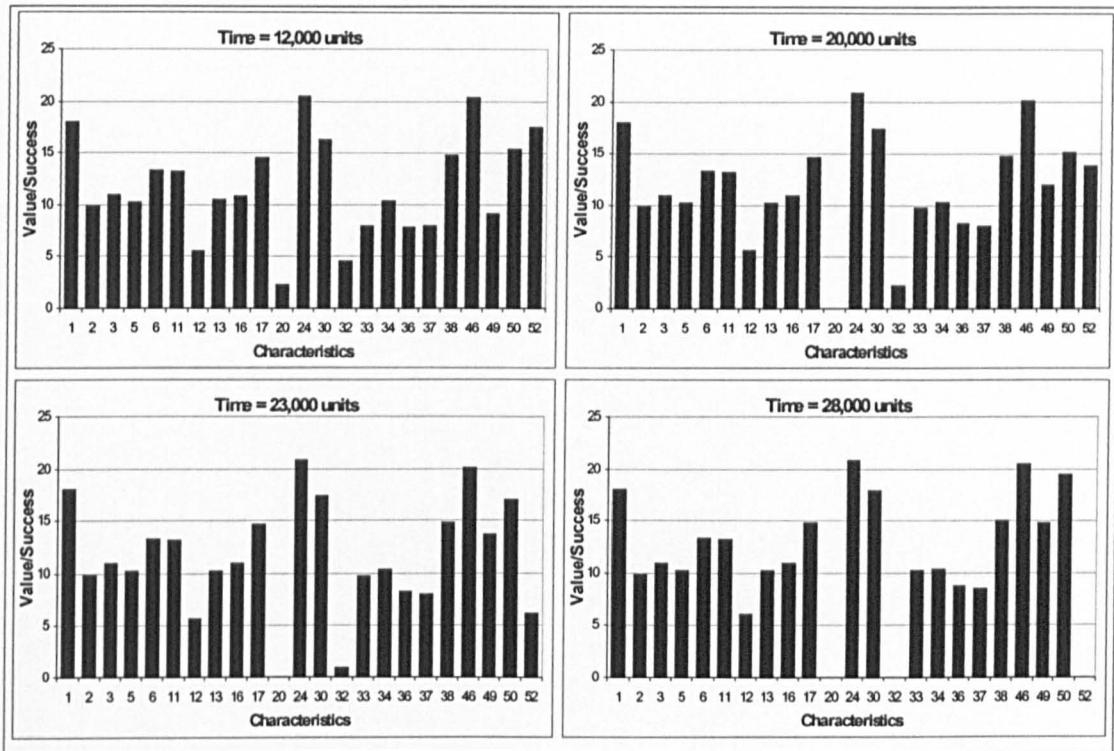 Time = 12,000 units
Value/Success
25
20
15
10
5
0
1 2 3 5 6 11 12 13 16 17 20 24 30 32 33 34 36 37 38 46 49 50 52
Characteristics
Time = 20,000 units
Value/Success
25
20
15
10
5
0
1 2 3 5 6 11 12 13 16 17 20 24 30 32 33 34 36 37 38 46 49 50 52
Characteristics
Time = 23,000 units
Value/Success
25
20
15
10
5
0
1 2 3 5 6 11 12 13 16 17 20 24 30 32 33 34 36 37 38 46 49 50 52
Characteristics
Time = 28,000 units
Value/Success
25
20
15
10
5
0
1 2 3 5 6 11 12 13 16 17 20 24 30 32 33 34 36 37 38 46 49 50 52
Characteristics